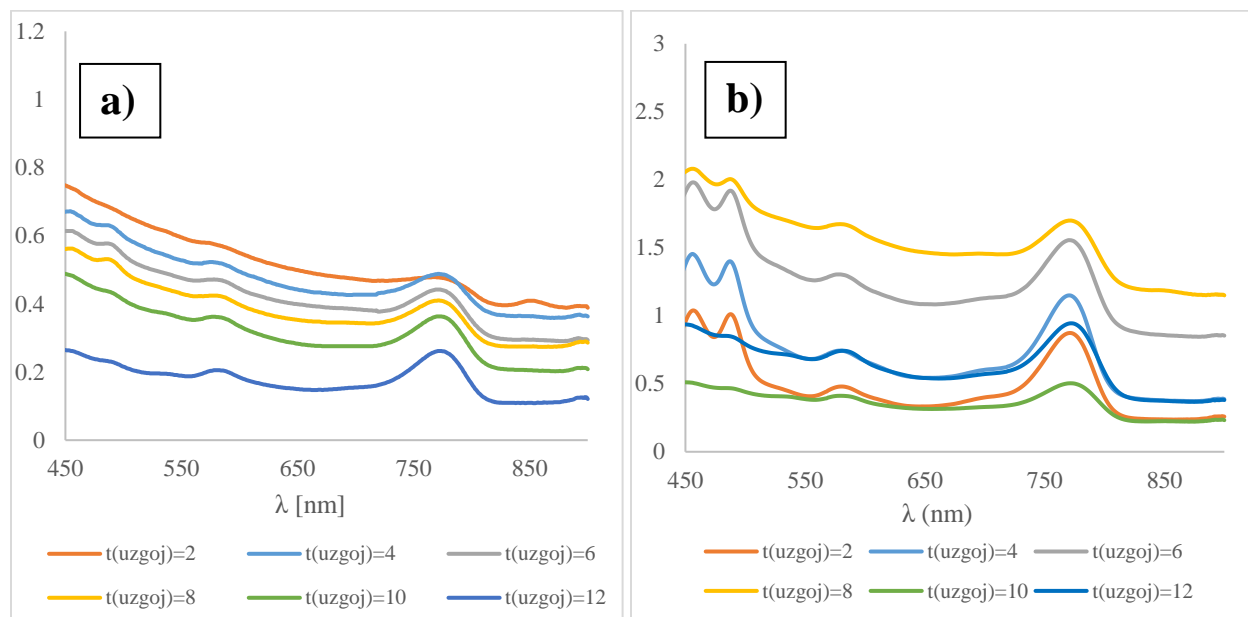 a)
1.2
1
0.8
0.6
0.4
0.2
0
450 550 650 750 850
λ [nm]
t(uzgoj)=2 t(uzgoj)=4 t(uzgoj)=6
t(uzgoj)=8 t(uzgoj)=10 t(uzgoj)=12
b)
3
2.5
2
1.5
1
0.5
0
450 550 650 750 850
λ (nm)
t(uzgoj)=2 t(uzgoj)=4 t(uzgoj)=6
t(uzgoj)=8 t(uzgoj)=10 t(uzgoj)=12